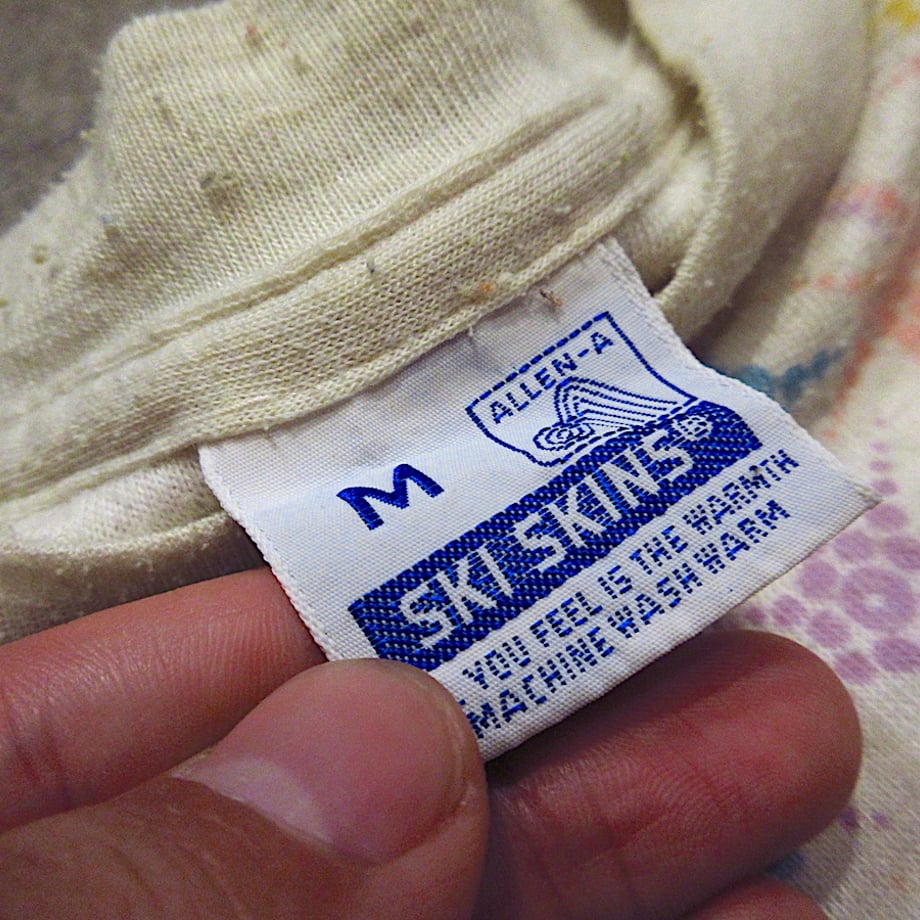 ALLEN-A
M
SKI SKINS®
YOU FEEL IS THE WARMTH
MACHINE WASH WARM